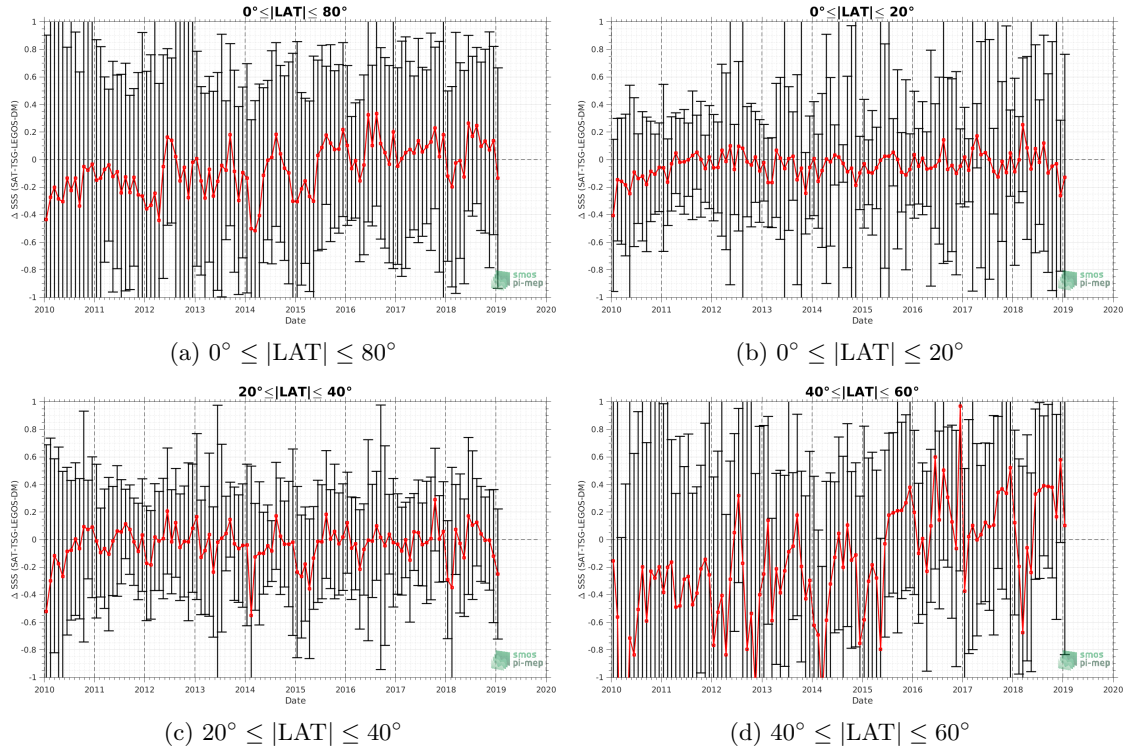 0°≤|LAT|≤ 80°
Δ SSS (SAT-TSG-LEGOS-DM)
1
0.8
0.6
0.4
0.2
0
-0.2
-0.4
-0.6
-0.8
-1
2010 2011 2012 2013 2014 2015 2016 2017 2018 2019 2020
Date
smos
pi-mep
(a) 0° ≤ |LAT| ≤ 80°
0°≤|LAT|≤ 20°
Δ SSS (SAT-TSG-LEGOS-DM)
1
0.8
0.6
0.4
0.2
0
-0.2
-0.4
-0.6
-0.8
-1
2010 2011 2012 2013 2014 2015 2016 2017 2018 2019 2020
Date
smos
pi-mep
(b) 0° ≤ |LAT| ≤ 20°
20°≤|LAT|≤ 40°
Δ SSS (SAT-TSG-LEGOS-DM)
1
0.8
0.6
0.4
0.2
0
-0.2
-0.4
-0.6
-0.8
-1
2010 2011 2012 2013 2014 2015 2016 2017 2018 2019 2020
Date
smos
pi-mep
(c) 20° ≤ |LAT| ≤ 40°
40°≤|LAT|≤ 60°
Δ SSS (SAT-TSG-LEGOS-DM)
1
0.8
0.6
0.4
0.2
0
-0.2
-0.4
-0.6
-0.8
-1
2010 2011 2012 2013 2014 2015 2016 2017 2018 2019 2020
Date
smos
pi-mep
(d) 40° ≤ |LAT| ≤ 60°